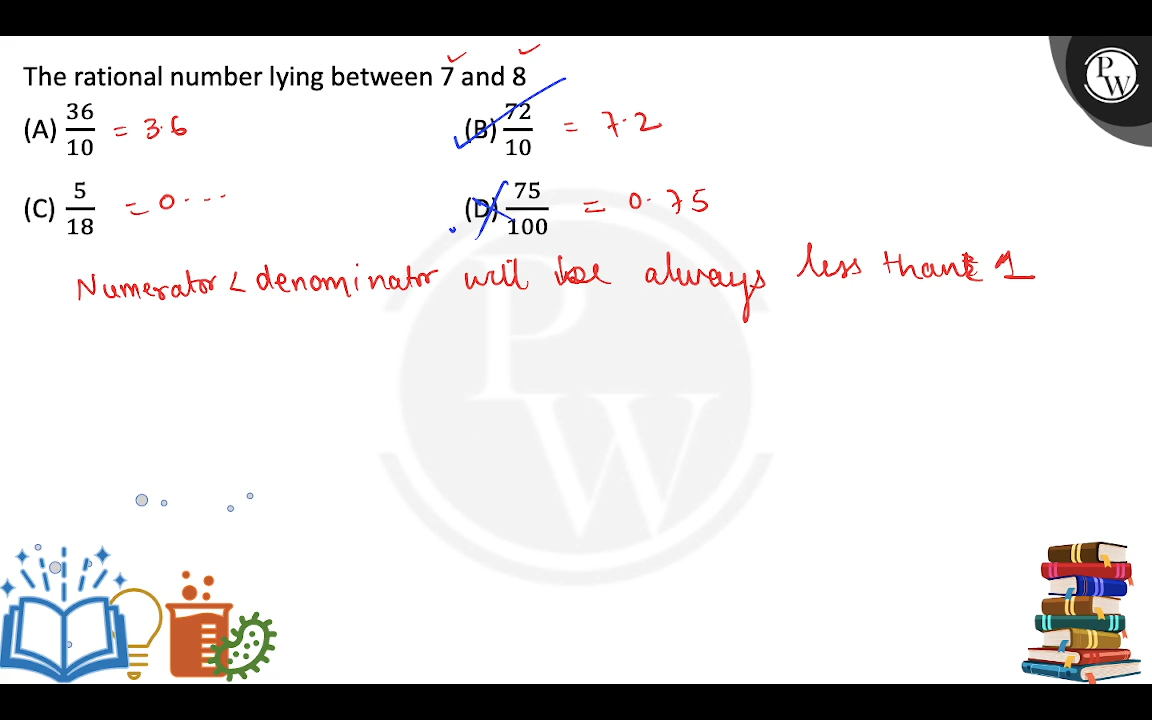 The rational number lying between 7 and 8
(A) 36/10 = 3.6 (B) 72/10 = 7.2
(C) 5/18 = 0.... (D) 75/100 = 0.75
Numerator < denominator will be always less than 1
P
W
P
W